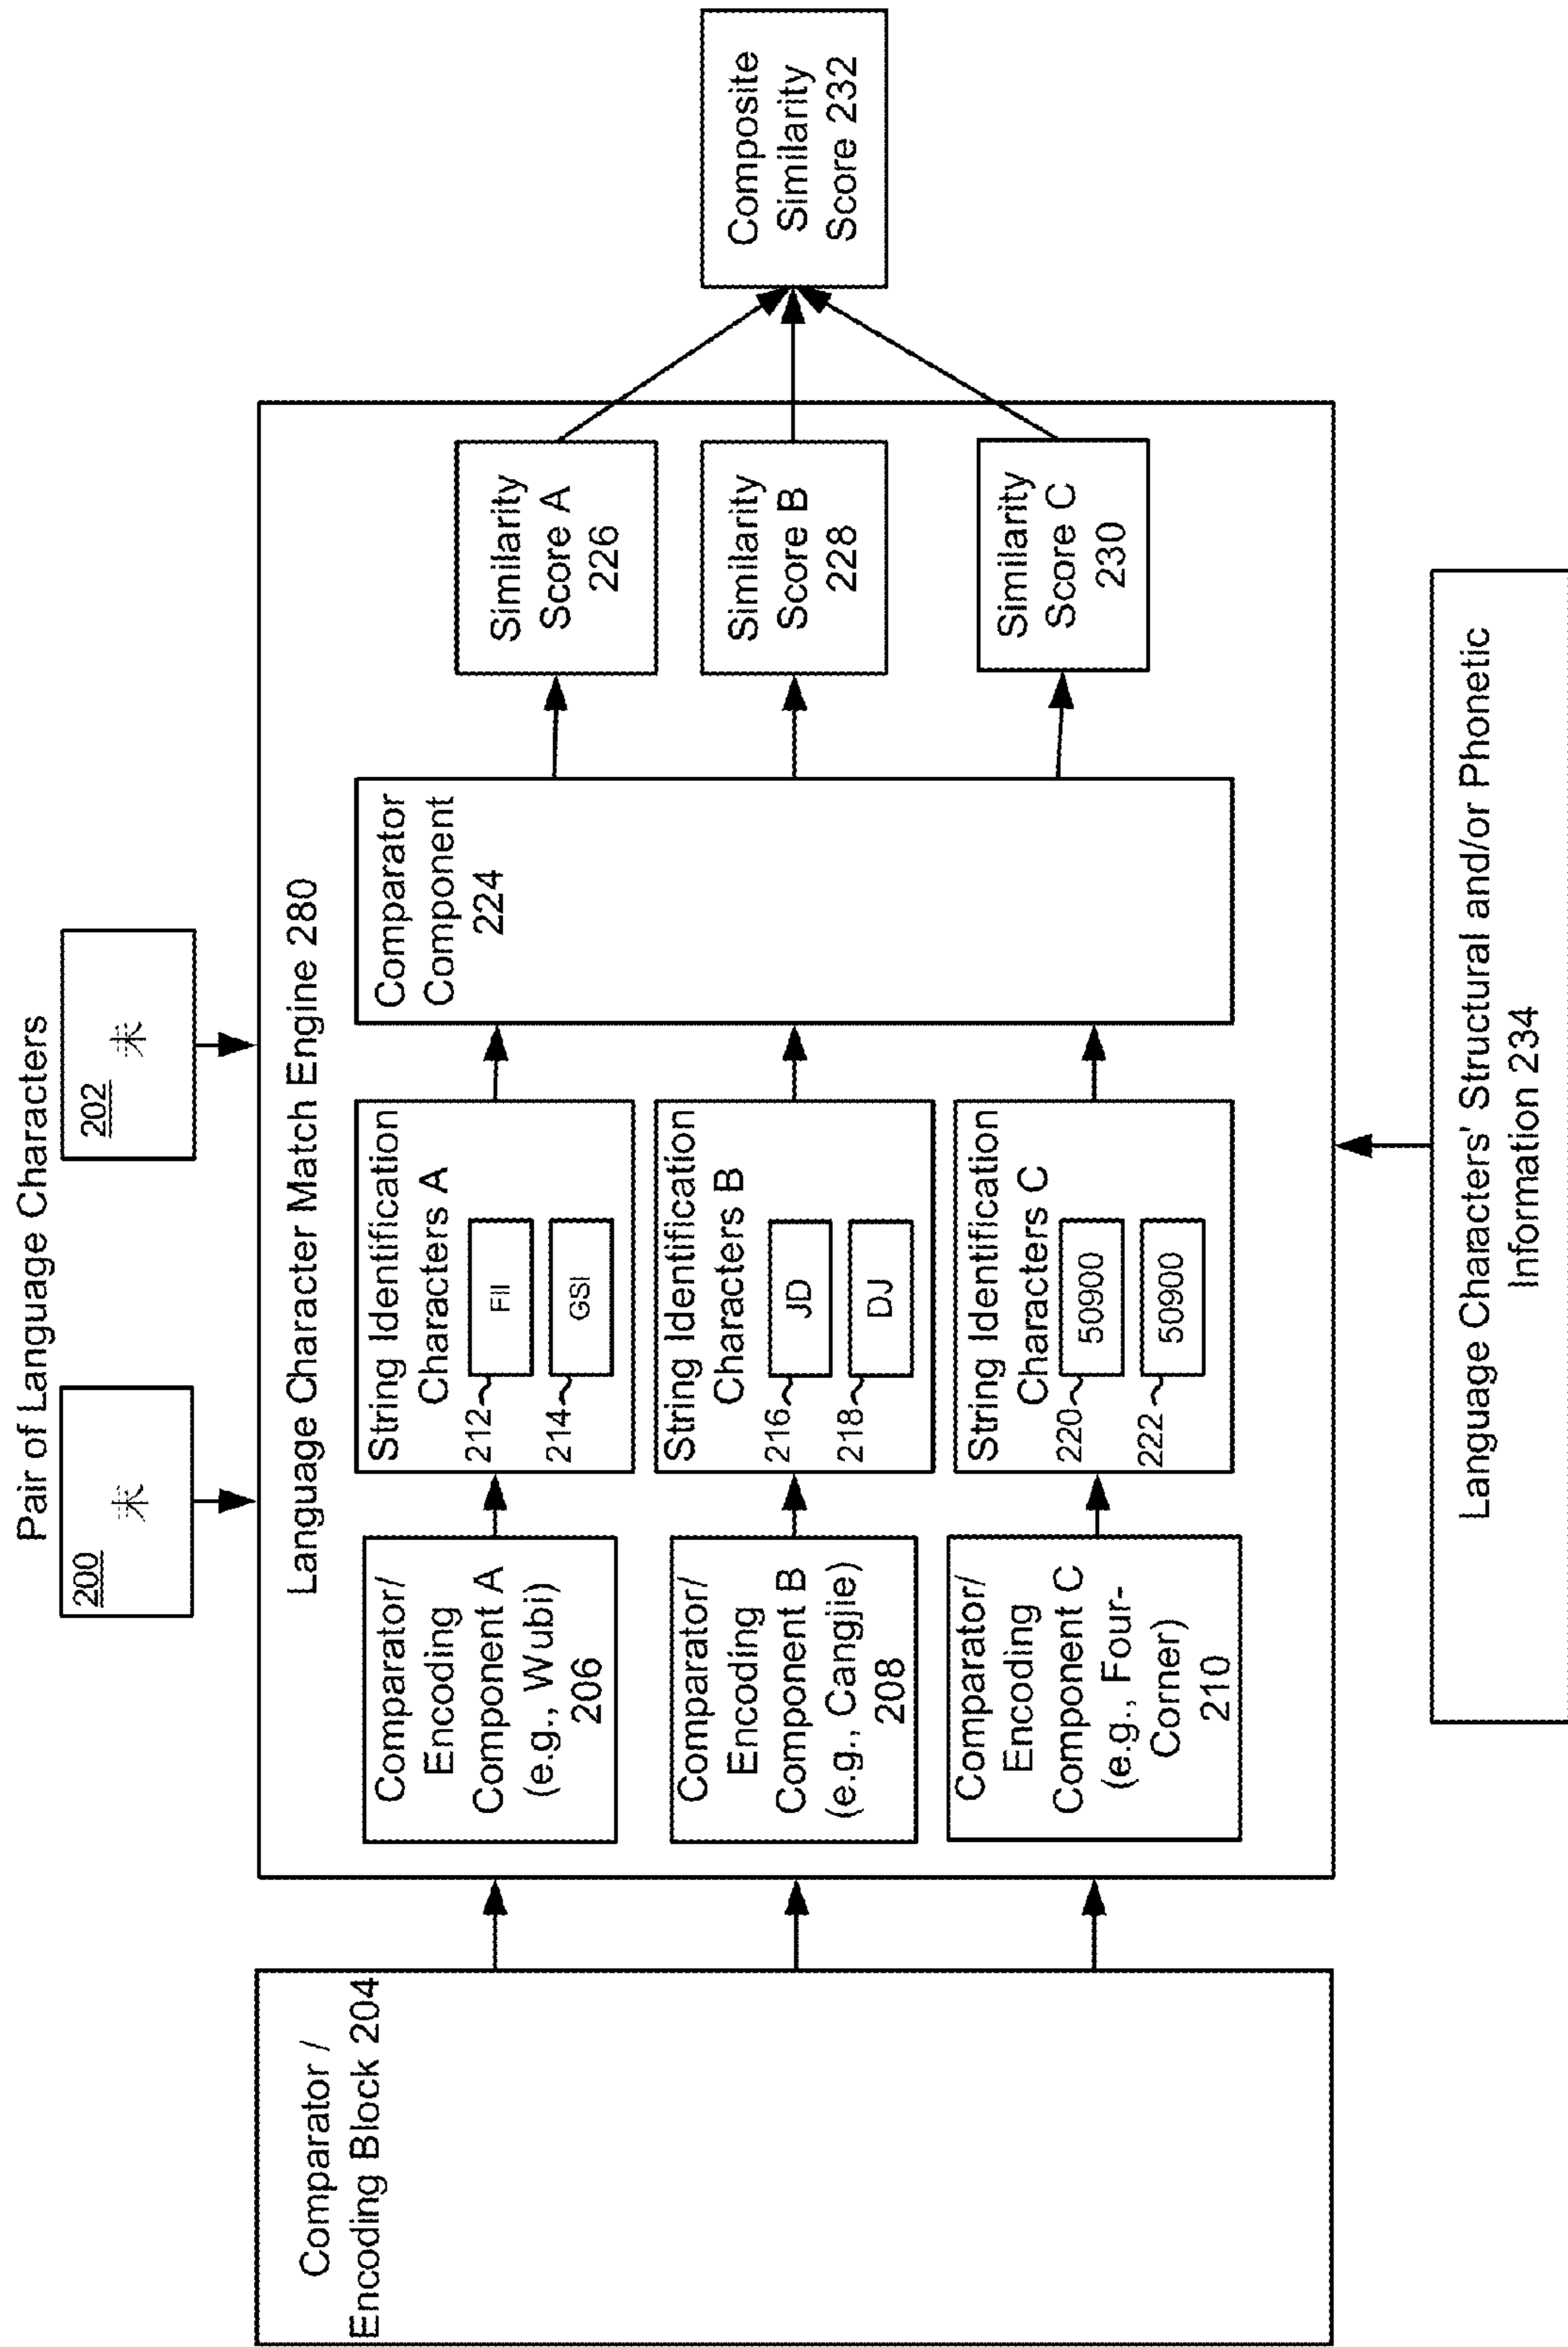 Pair of Language Characters
200
未
202
末
Comparator /
Encoding Block 204
Language Character Match Engine 280
Comparator/
Encoding
Component A
(e.g., Wubi)
206
String Identification
Characters A
212
FII
214
GSI
Comparator/
Encoding
Component B
(e.g., Cangjie)
208
String Identification
Characters B
216
JD
218
DJ
Comparator/
Encoding
Component C
(e.g., Four-
Corner)
210
String Identification
Characters C
220
50900
222
50900
Comparator
Component
224
Similarity
Score A
226
Similarity
Score B
228
Similarity
Score C
230
Composite
Similarity
Score 232
Language Characters' Structural and/or Phonetic
Information 234